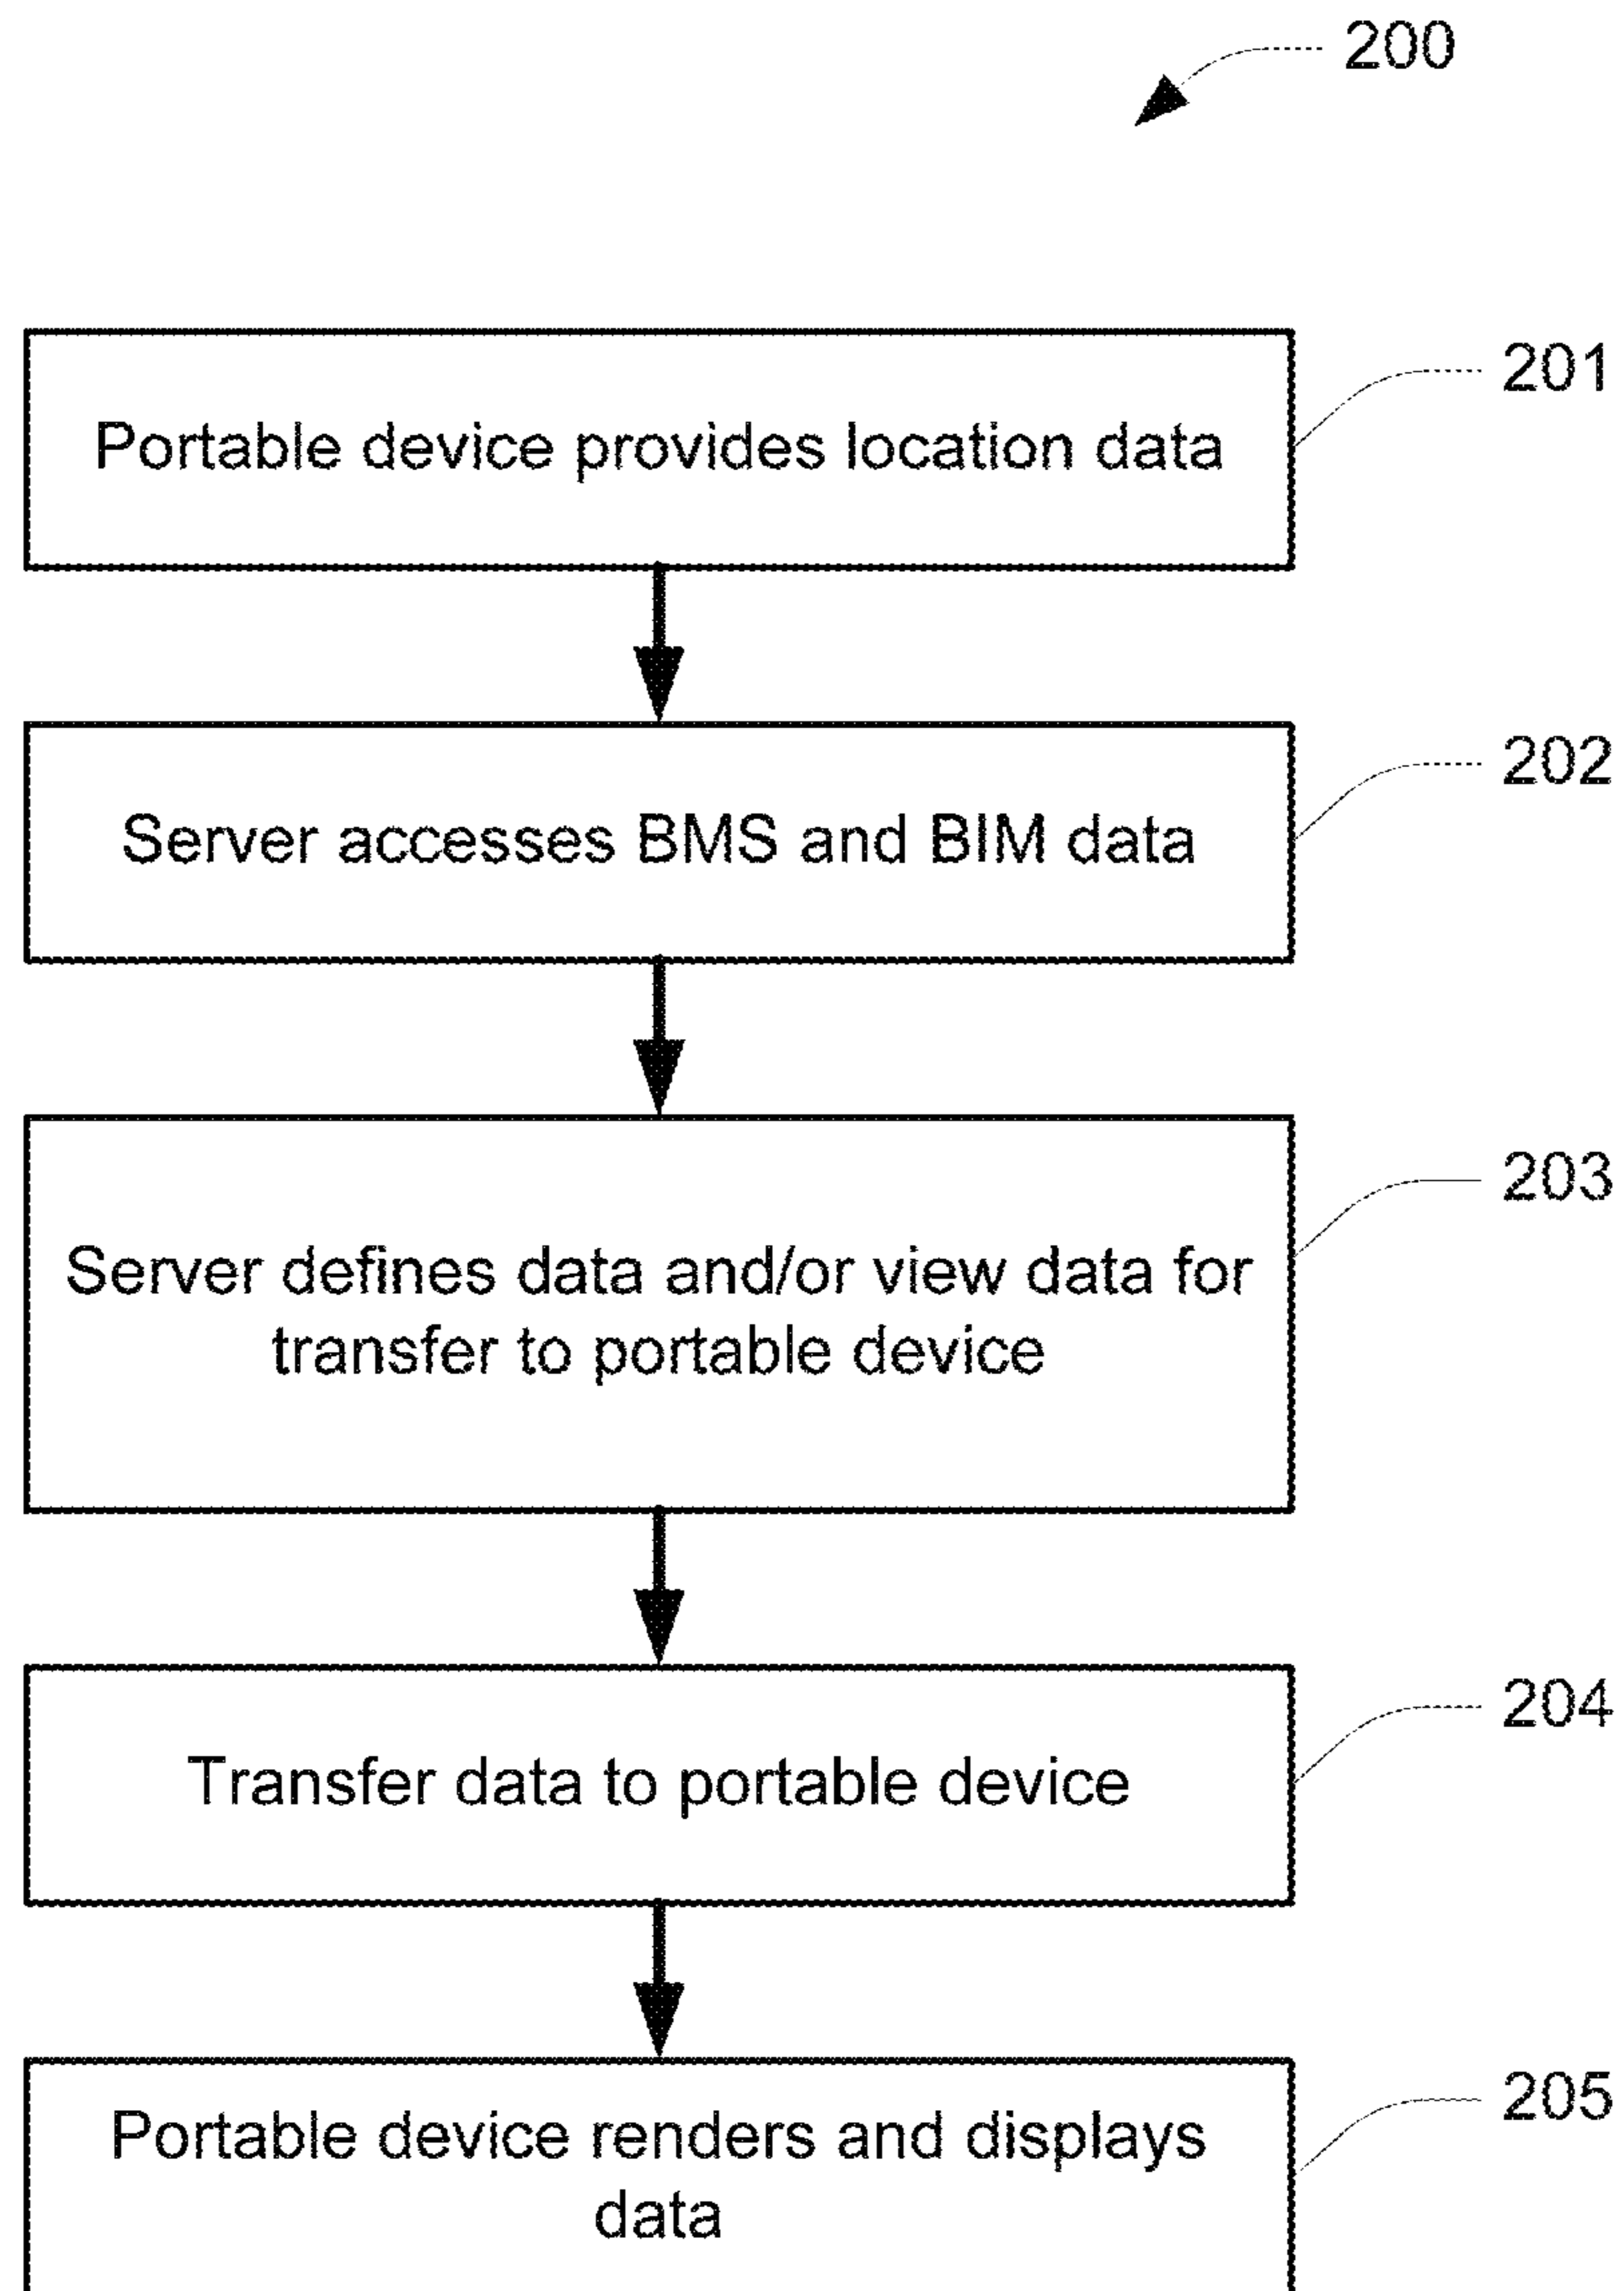 200
Portable device provides location data
201
Server accesses BMS and BIM data
202
Server defines data and/or view data for
transfer to portable device
203
Transfer data to portable device
204
Portable device renders and displays
data
205